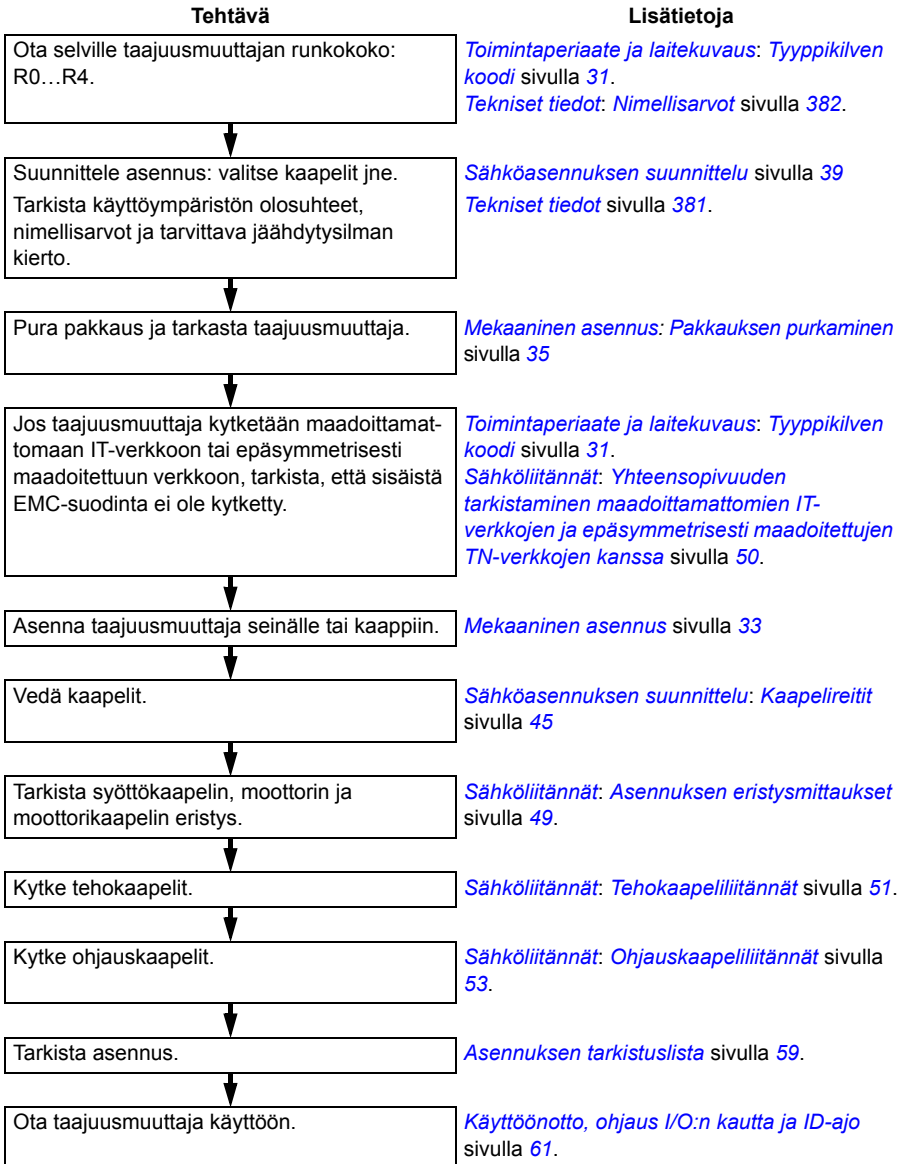 Tehtävä
Lisätietoja
Ota selville taajuusmuuttajan runkokoko:
R0…R4.
Toimintaperiaate ja laitekuvaus: Tyyppikilven
koodi sivulla 31.
Tekniset tiedot: Nimellisarvot sivulla 382.
Suunnittele asennus: valitse kaapelit jne.
Tarkista käyttöympäristön olosuhteet,
nimellisarvot ja tarvittava jäähdytysilman
kierto.
Sähköasennuksen suunnittelu sivulla 39
Tekniset tiedot sivulla 381.
Pura pakkaus ja tarkasta taajuusmuuttaja.
Mekaaninen asennus: Pakkauksen purkaminen
sivulla 35
Jos taajuusmuuttaja kytketään maadoittamat-
tomaan IT-verkkoon tai epäsymmetrisesti
maadoitettuun verkkoon, tarkista, että sisäistä
EMC-suodinta ei ole kytketty.
Toimintaperiaate ja laitekuvaus: Tyyppikilven
koodi sivulla 31.
Sähköliitännät: Yhteensopivuuden
tarkistaminen maadoittamattomien IT-
verkkojen ja epäsymmetrisesti maadoitettujen
TN-verkkojen kanssa sivulla 50.
Asenna taajuusmuuttaja seinälle tai kaappiin.
Mekaaninen asennus sivulla 33
Vedä kaapelit.
Sähköasennuksen suunnittelu: Kaapelireitit
sivulla 45
Tarkista syöttökaapelin, moottorin ja
moottorikaapelin eristys.
Sähköliitännät: Asennuksen eristysmittaukset
sivulla 49.
Kytke tehokaapelit.
Sähköliitännät: Tehokaapeliliitännät sivulla 51.
Kytke ohjauskaapelit.
Sähköliitännät: Ohjauskaapeliliitännät sivulla
53.
Tarkista asennus.
Asennuksen tarkistuslista sivulla 59.
Ota taajuusmuuttaja käyttöön.
Käyttöönotto, ohjaus I/O:n kautta ja ID-ajo
sivulla 61.